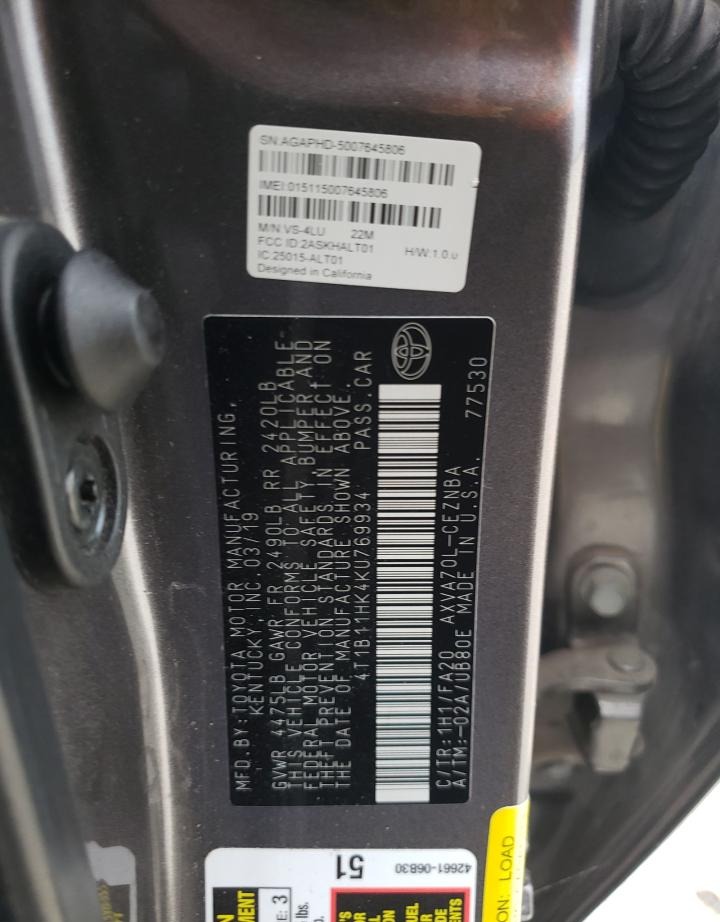 SN.AGAPHD-5007645806
IMEI:015115007645806
M/N.VS-4LU 22M
FCC ID:2ASKHALT01 H/W:1.0.0
IC.25015-ALT01
Designed in California
MFD.BY:TOYOTA MOTOR MANUFACTURING,
KENTUCKY,INC.03/19
GVWR 4475LB GAWR FR 2490LB RR 2420LB
THIS VEHICLE CONFORMS TO ALL APPLICABLE
FEDERAL MOTOR VEHICLE SAFETY, BUMPER, AND
THEFT PREVENTION STANDARDS IN EFFECT ON
THE DATE OF MANUFACTURE SHOWN ABOVE.
4T1B11HK4KU769934 PASS.CAR
C/TR:1H1/FA20 AXVA70L-CEZNBA
A/TM:-02A/UB80E MADE IN U.S.A. 77530
42661-06B30
51
E: 3
lbs.